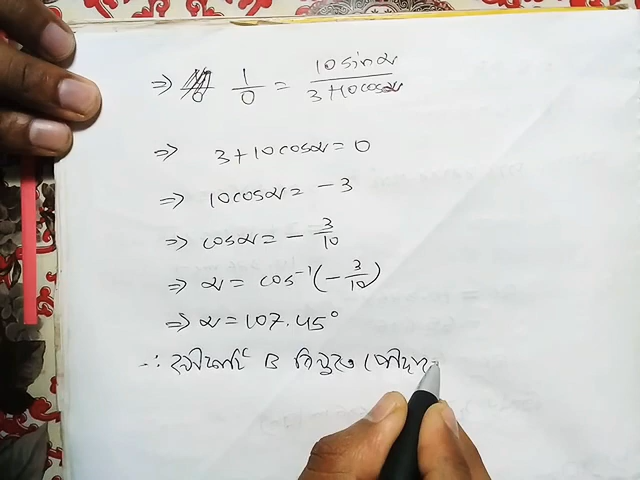 ⇒ 1/0 = 10sinα/3+10cosα
⇒ 3+10cosα = 0
⇒ 10cosα = -3
⇒ cosα = -3/10
⇒ α = cos⁻¹(-3/10)
⇒ α = 107.45°
∴ B